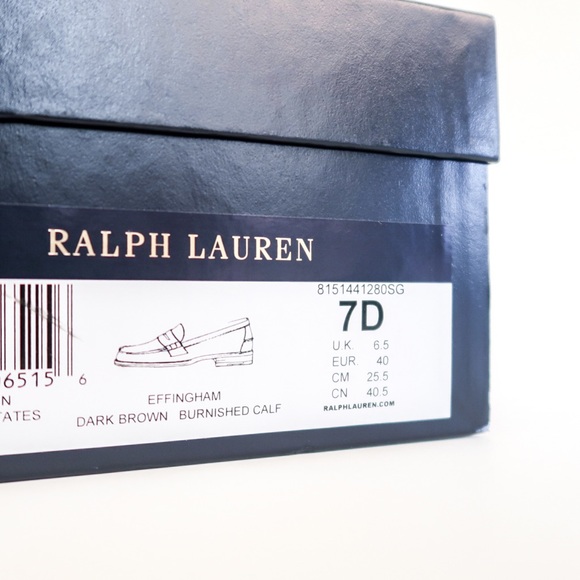 RALPH LAUREN
8151441280SG
7D
U.K. 6.5
EUR. 40
CM 25.5
CN 40.5
RALPHLAUREN.COM
6515 6
EFFINGHAM
DARK BROWN BURNISHED CALF